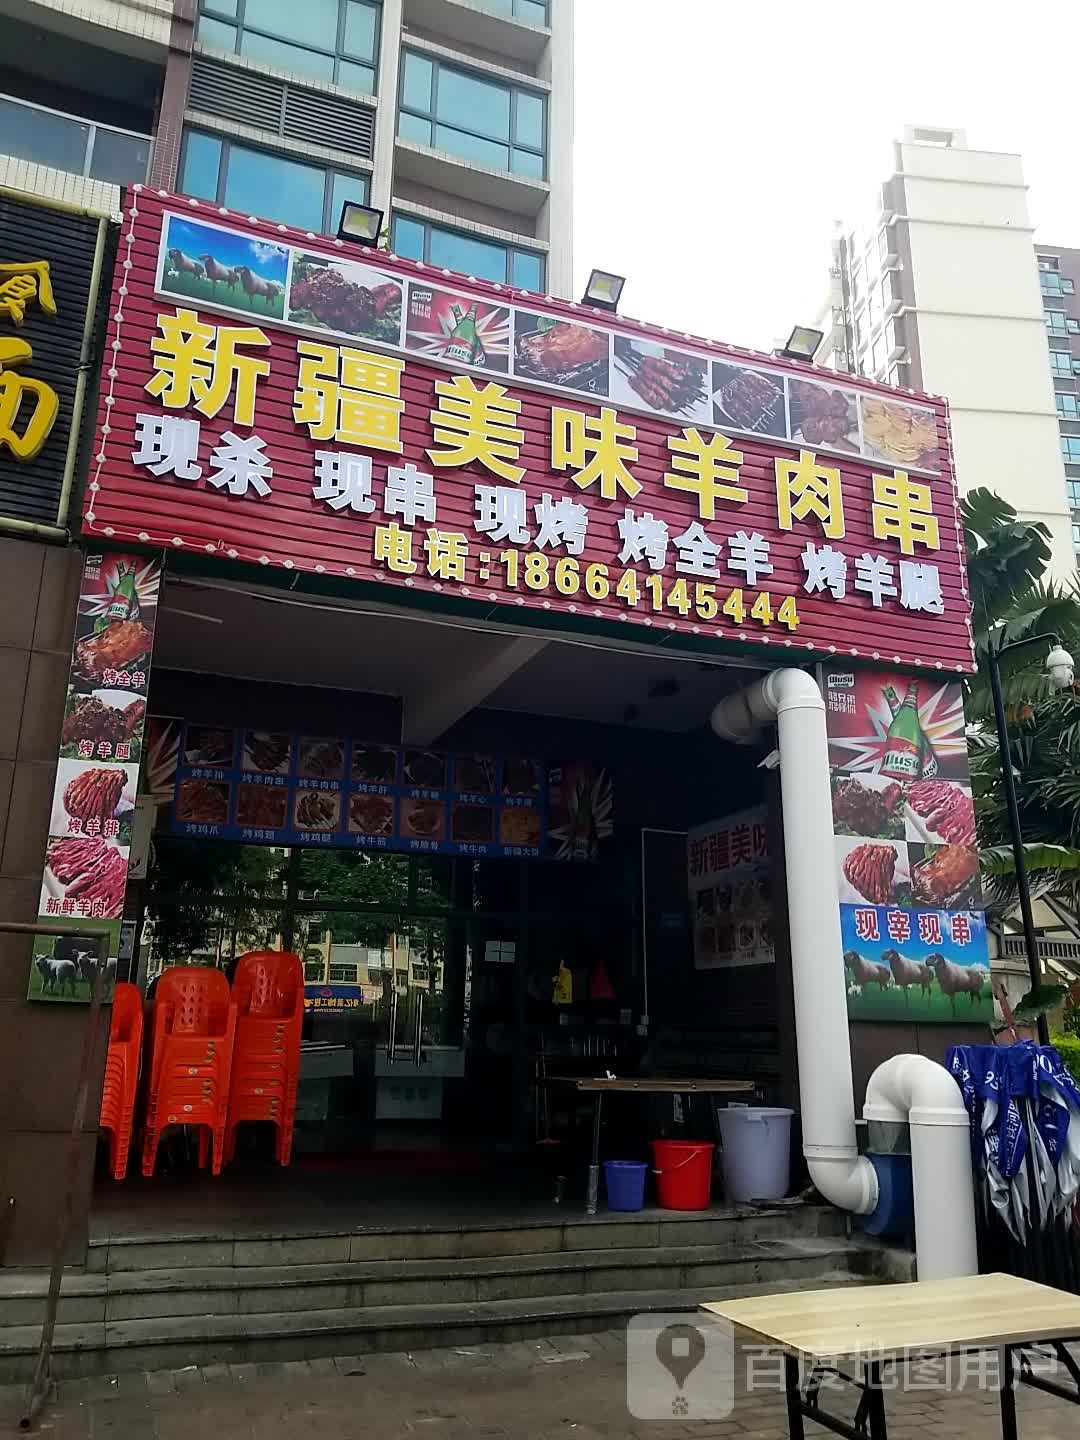 新疆美味羊肉串
现杀 现串 现烤 烤全羊 烤羊腿
电话:18664145444
烤全羊
烤羊腿
烤羊排
新鲜羊肉
烤羊排 烤羊肉串 烤羊肉串 烤羊肝
烤鸡爪 烤鸡翅 烤鸡腿 烤牛筋 烤脆骨 烤牛肉 新疆大饼
新疆美味
WUSU
Wusu
现宰现串
百度地图用户